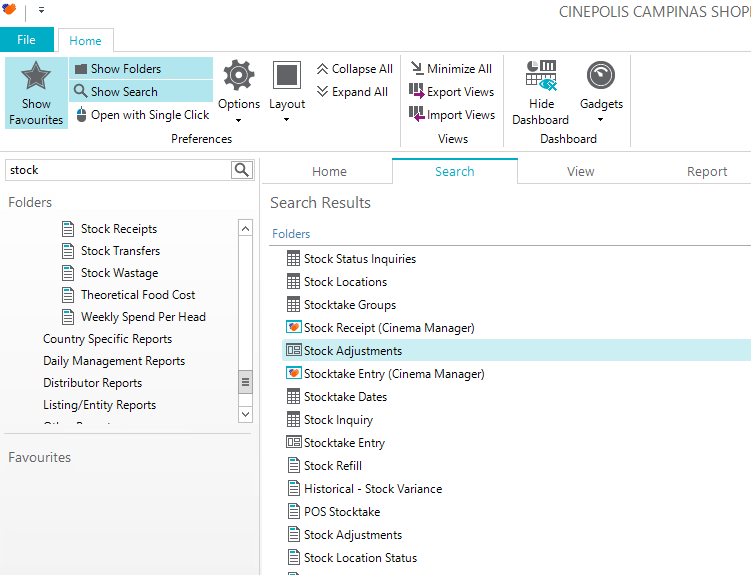 CINEPOLIS CAMPINAS SHOP
File
Home
Show Favourites
Show Folders
Show Search
Open with Single Click
Options
Layout
Collapse All
Expand All
Preferences
Minimize All
Export Views
Import Views
Views
Hide Dashboard
Gadgets
Dashboard
stock
Folders
Stock Receipts
Stock Transfers
Stock Wastage
Theoretical Food Cost
Weekly Spend Per Head
Country Specific Reports
Daily Management Reports
Distributor Reports
Listing/Entity Reports
Favourites
Home
Search
View
Report
Search Results
Folders
Stock Status Inquiries
Stock Locations
Stocktake Groups
Stock Receipt (Cinema Manager)
Stock Adjustments
Stocktake Entry (Cinema Manager)
Stocktake Dates
Stock Inquiry
Stocktake Entry
Stock Refill
Historical - Stock Variance
POS Stocktake
Stock Adjustments
Stock Location Status